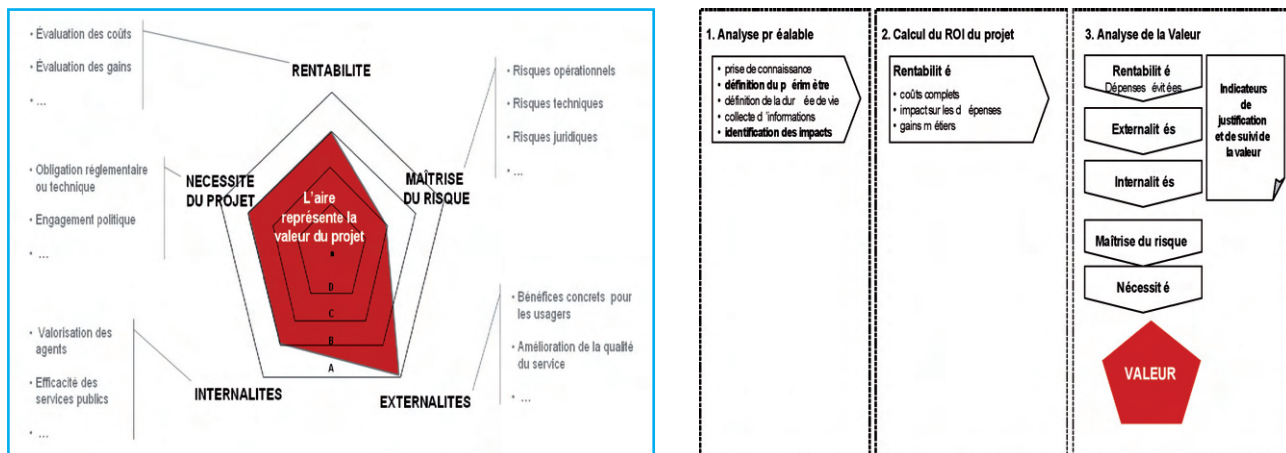 • Évaluation des coûts
• Évaluation des gains
• ...
RENTABILITE
• Risques opérationnels
• Risques techniques
• Risques juridiques
• ...
MAÎTRISE
DU RISQUE
• Obligation réglementaire
ou technique
• Engagement politique
• ...
NECESSITE
DU PROJET
L'aire
représente la
valeur du projet
D
C
B
A
• Valorisation des
agents
• Efficacité des
services publics
• ...
INTERNALITES
EXTERNALITES
• Bénéfices concrets pour
les usagers
• Amélioration de la qualité
du service
• ...
1. Analyse pr éalable
• prise de connaissance
• définition du p érim ètre
• définition de la dur ée de vie
• collecte d 'informations
• identification des impacts
2. Calcul du ROI du projet
Rentabilit é
• coûts complets
• impact sur les d épenses
• gains m étiers
3. Analyse de la Valeur
Rentabilit é
Dépenses évit ées
Externalit és
Internalit és
Maîtrise du risque
Nécessit é
Indicateurs
de
justification
et de suivi de
la valeur
VALEUR